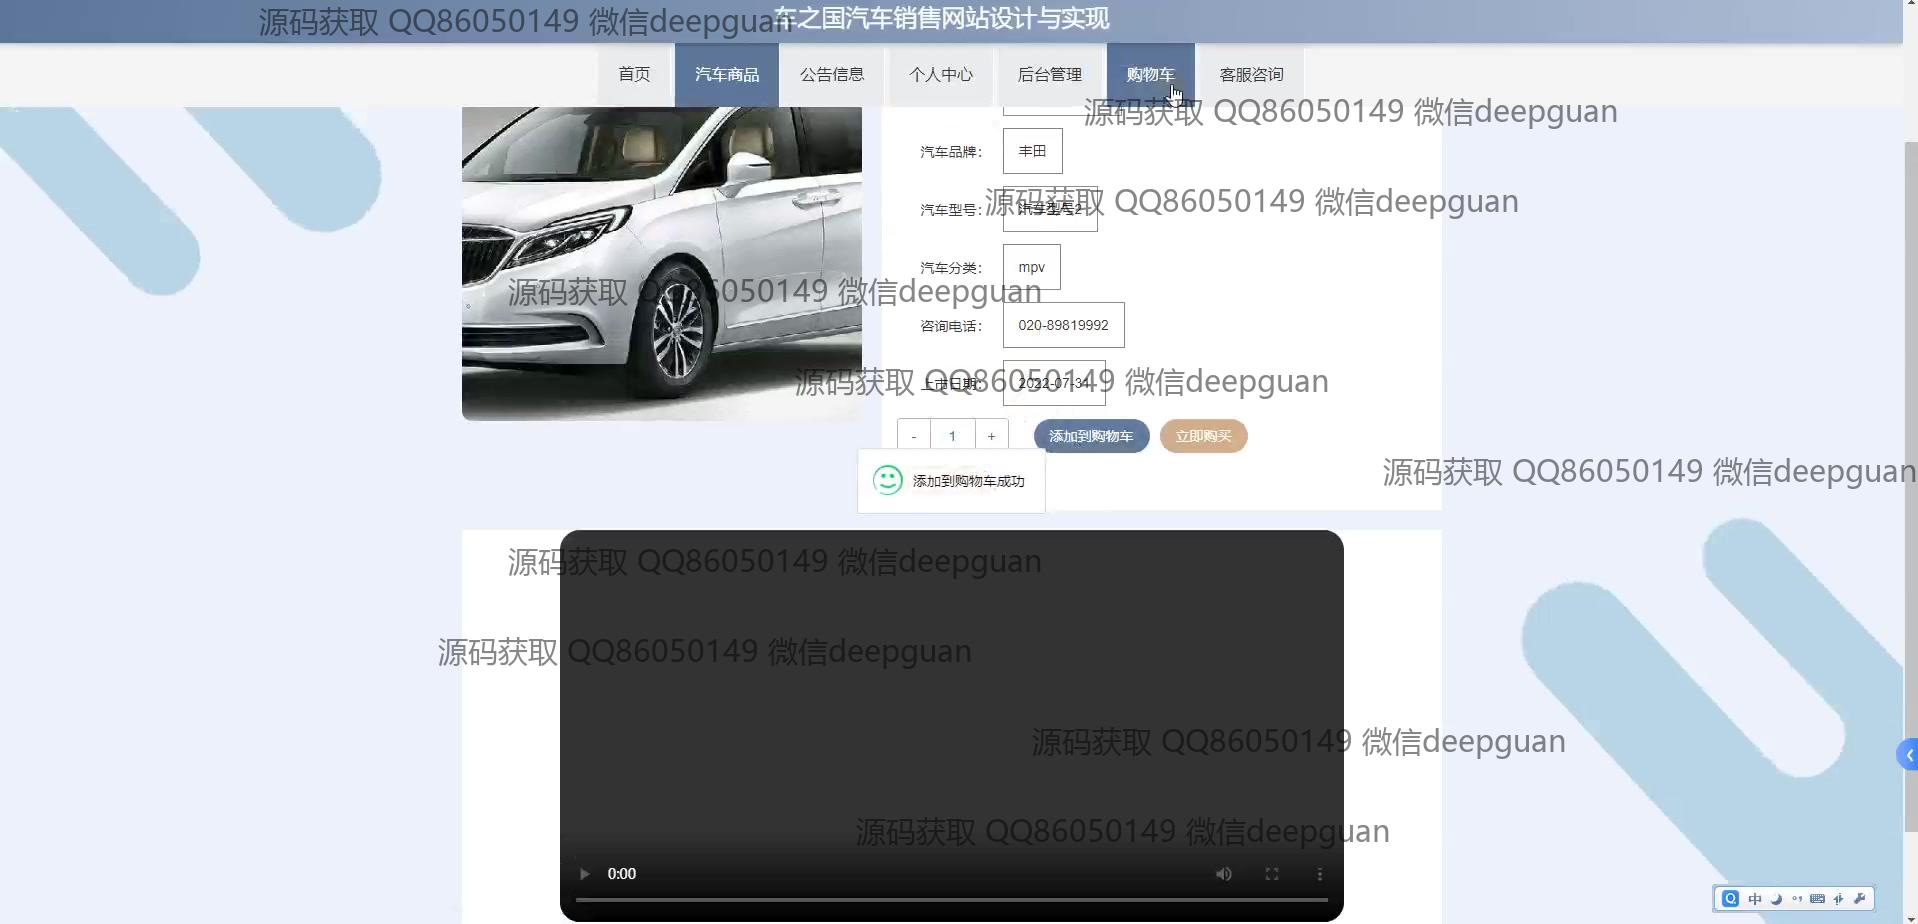 源码获取 QQ86050149 微信deepguan
车之国汽车销售网站设计与实现
首页
汽车商品
公告信息
个人中心
后台管理
购物车
客服咨询
源码获取 QQ86050149 微信deepguan
汽车品牌：
丰田
源码获取 QQ86050149 微信deepguan
汽车型号：
汽车型号2
汽车分类：
mpv
源码获取 QQ86050149 微信deepguan
咨询电话：
020-89819992
源码获取 QQ86050149 微信deepguan
上市日期：
2022-07-31
-
1
+
添加到购物车
立即购买
源码获取 QQ86050149 微信deepguan
添加到购物车成功
源码获取 QQ86050149 微信deepguan
源码获取 QQ86050149 微信deepguan
源码获取 QQ86050149 微信deepguan
源码获取 QQ86050149 微信deepguan
0:00
中